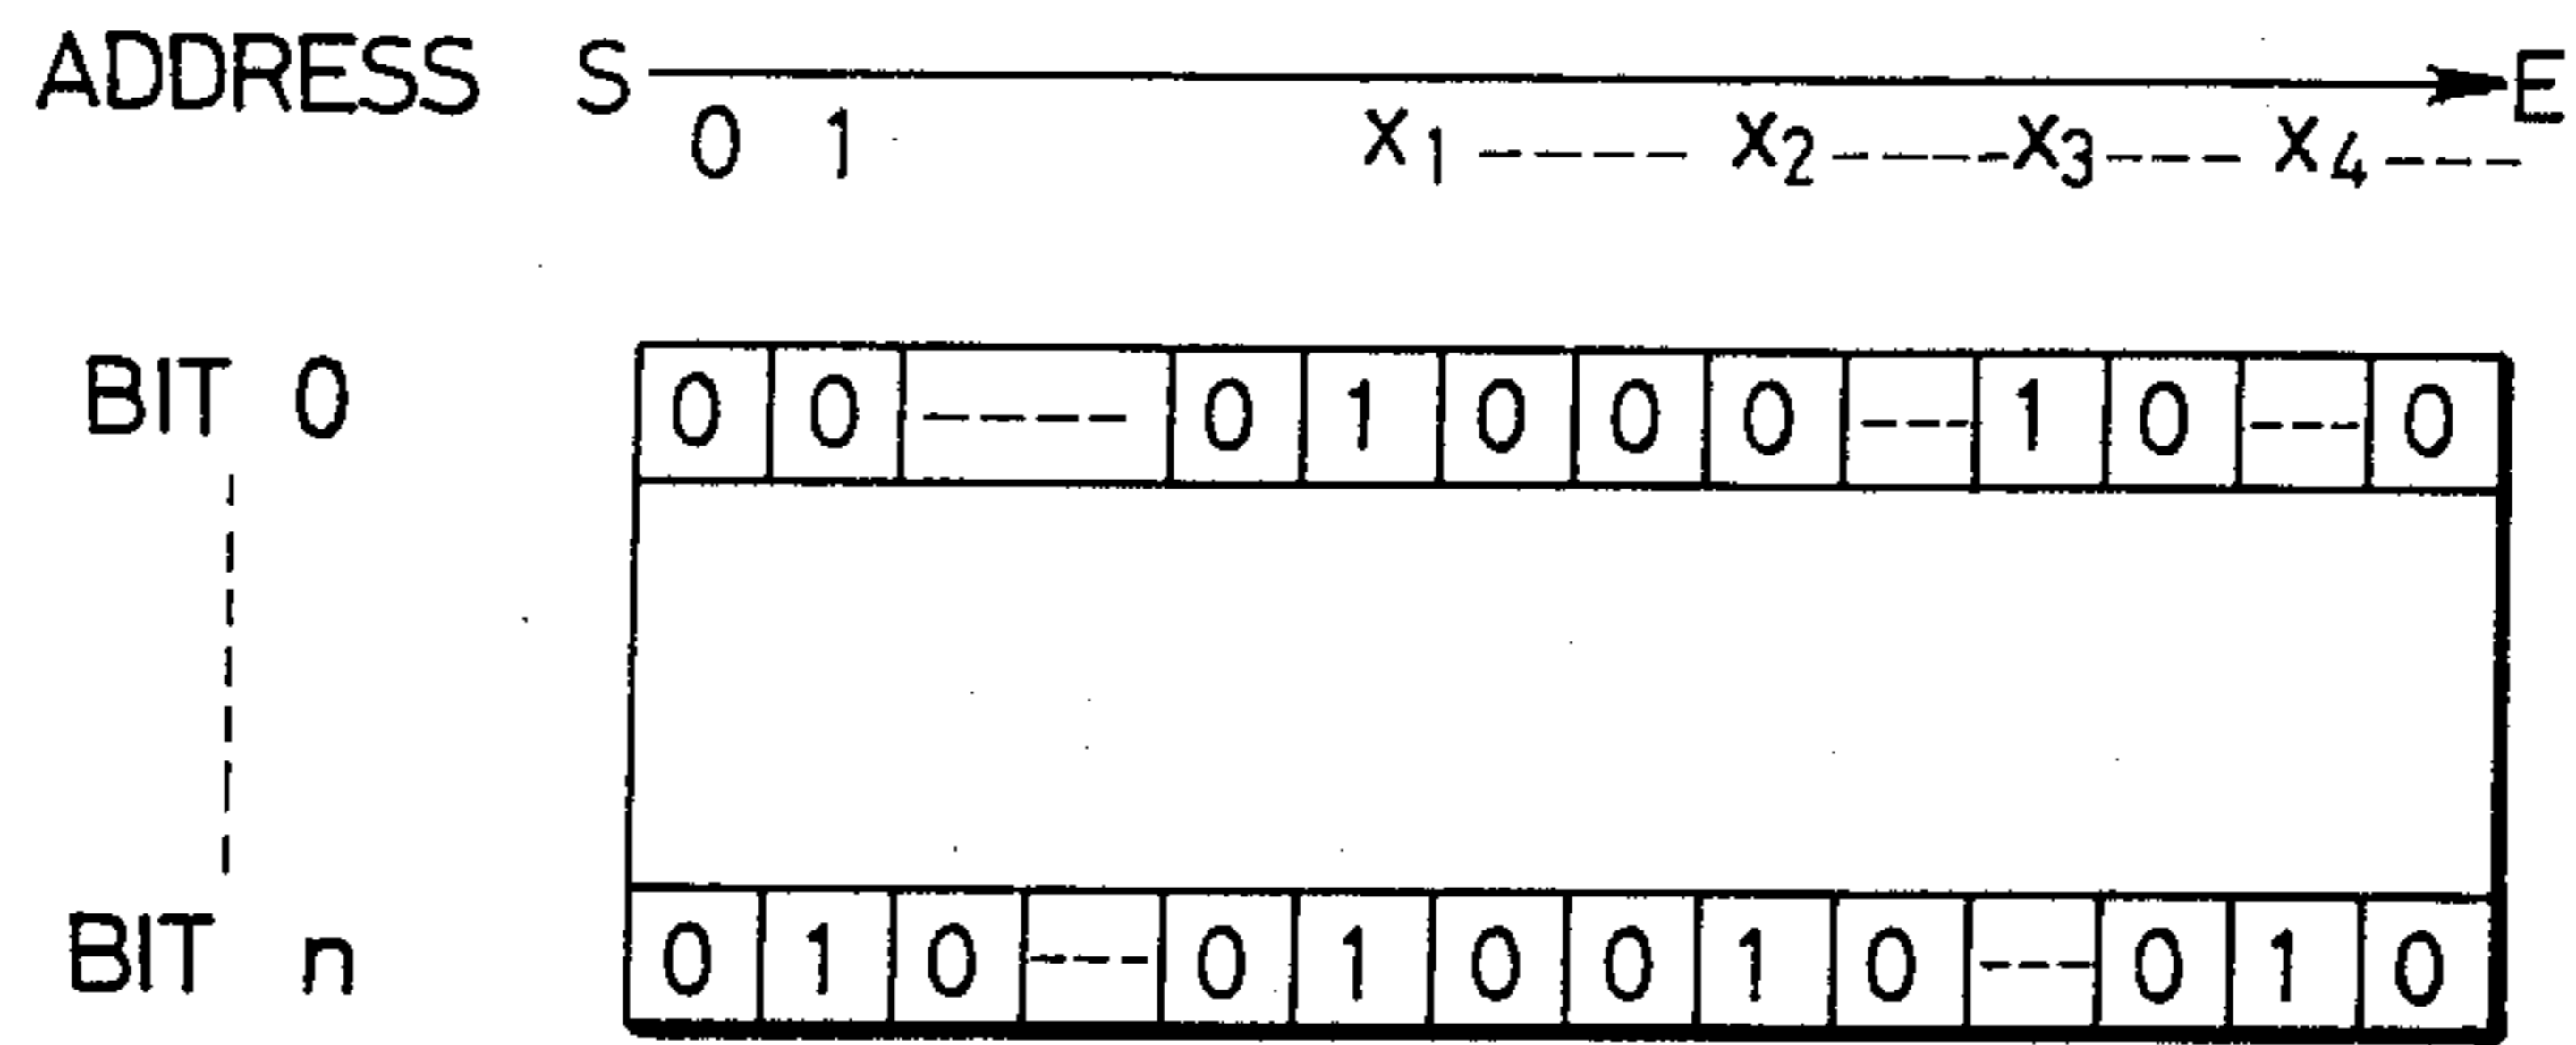 ADDRESS S E
0 1 X1 ----- X2 -----X3---- X4----
BIT 0 0 0 ---- 0 1 0 0 0 --- 1 0 --- 0
BIT n 0 1 0 --- 0 1 0 0 1 0 --- 0 1 0